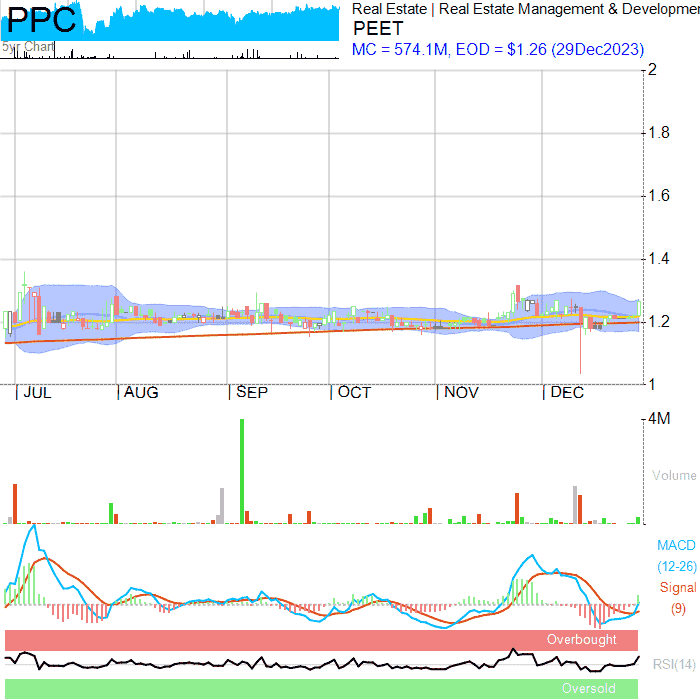 PPC
5yr Chart
Real Estate | Real Estate Management & Developmer
PEET
MC = 574.1M, EOD = $1.26 (29Dec2023)
2
1.8
1.6
1.4
1.2
1
JUL AUG SEP OCT NOV DEC
4M
Volume
MACD
(12-26)
Signal
(9)
Overbought
RSI(14)
Oversold